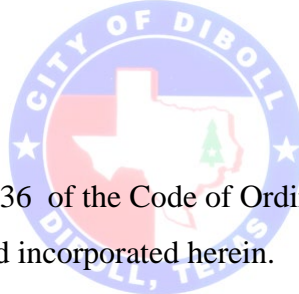 CITY OF DIBOLL
36 of the Code of Ordi
d incorporated herein.
DIBOLL, TEXAS